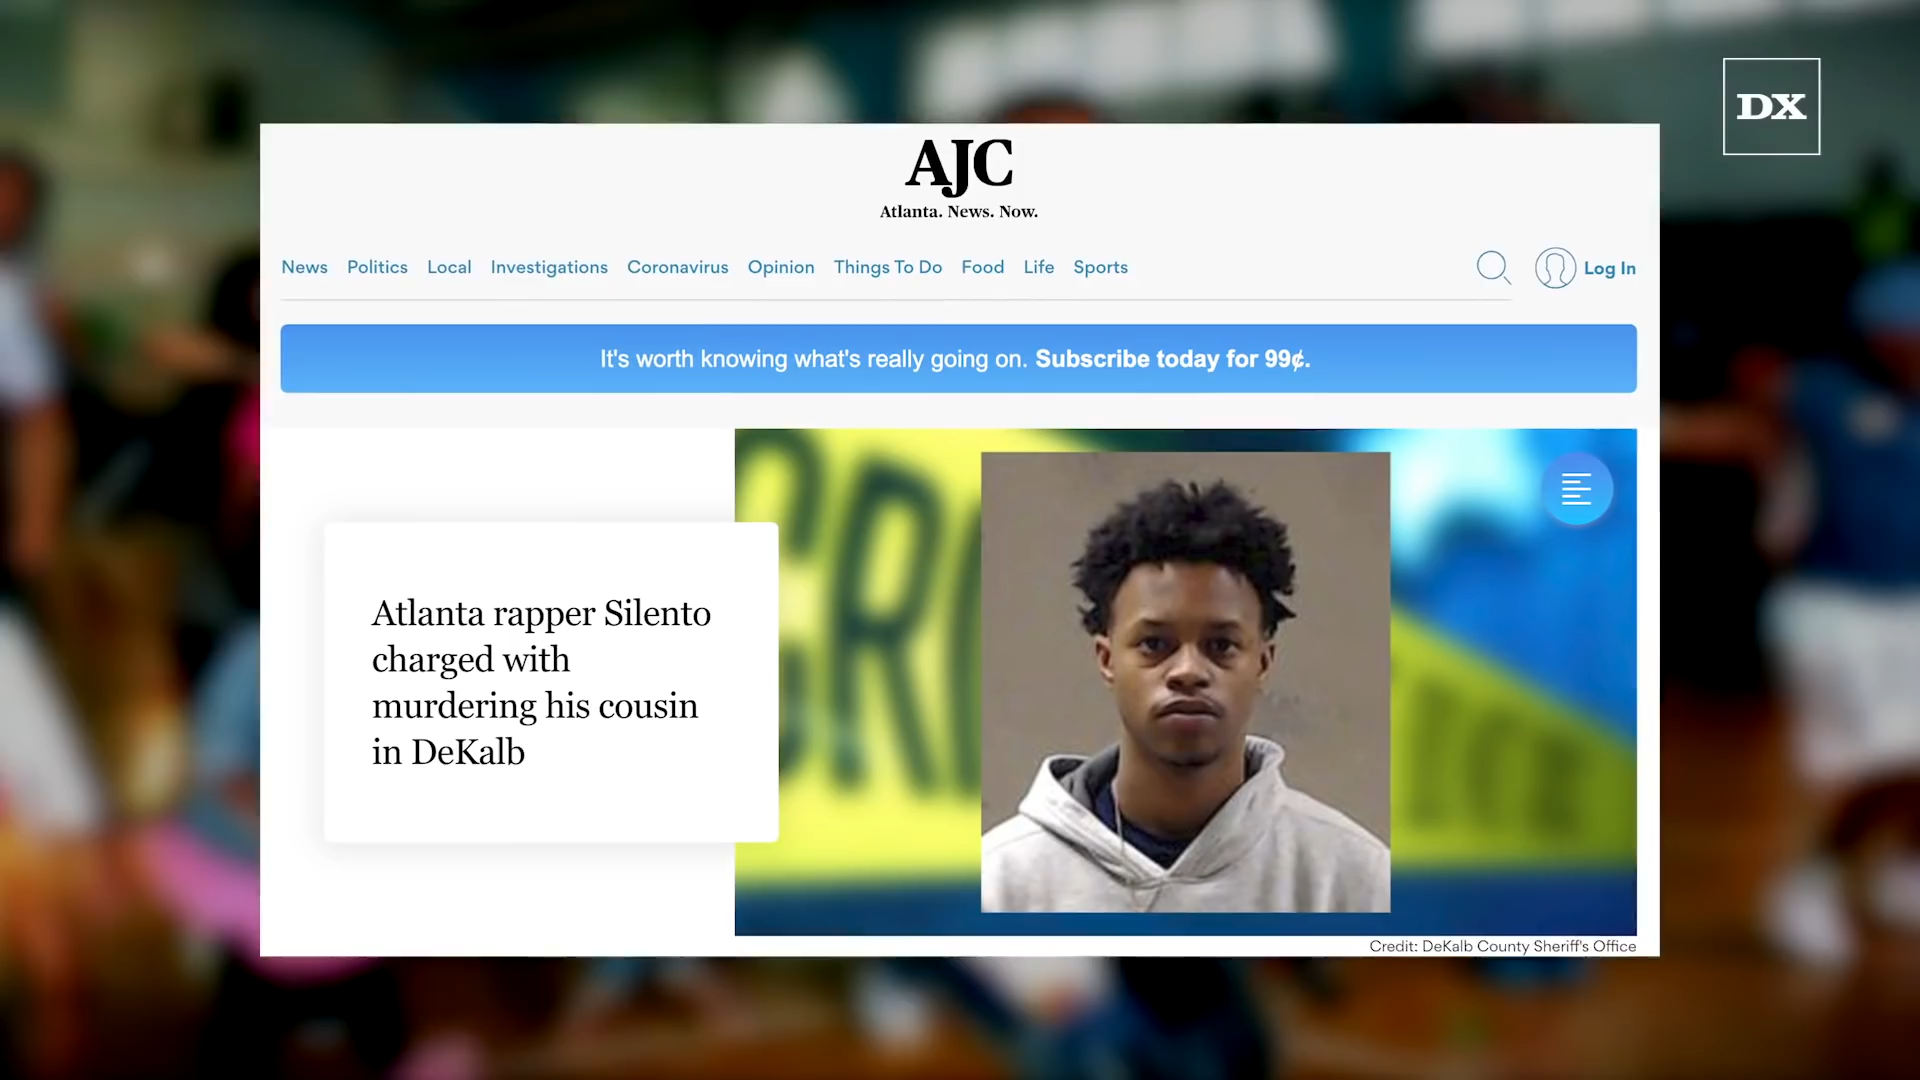 DX
AJC
Atlanta. News. Now.
News Politics Local Investigations Coronavirus Opinion Things To Do Food Life Sports Log In
It's worth knowing what's really going on. Subscribe today for 99¢.
Atlanta rapper Silento
charged with
murdering his cousin
in DeKalb
Credit: DeKalb County Sheriff's Office